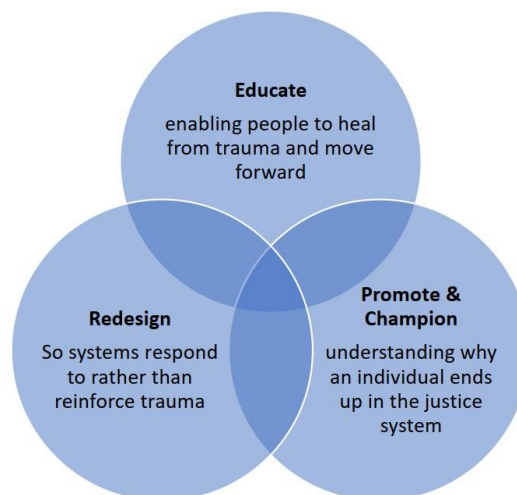 Educate
enabling people to heal
from trauma and move
forward
Redesign
So systems respond
to rather than
reinforce trauma
Promote &
Champion
understanding why
an individual ends
up in the justice
system